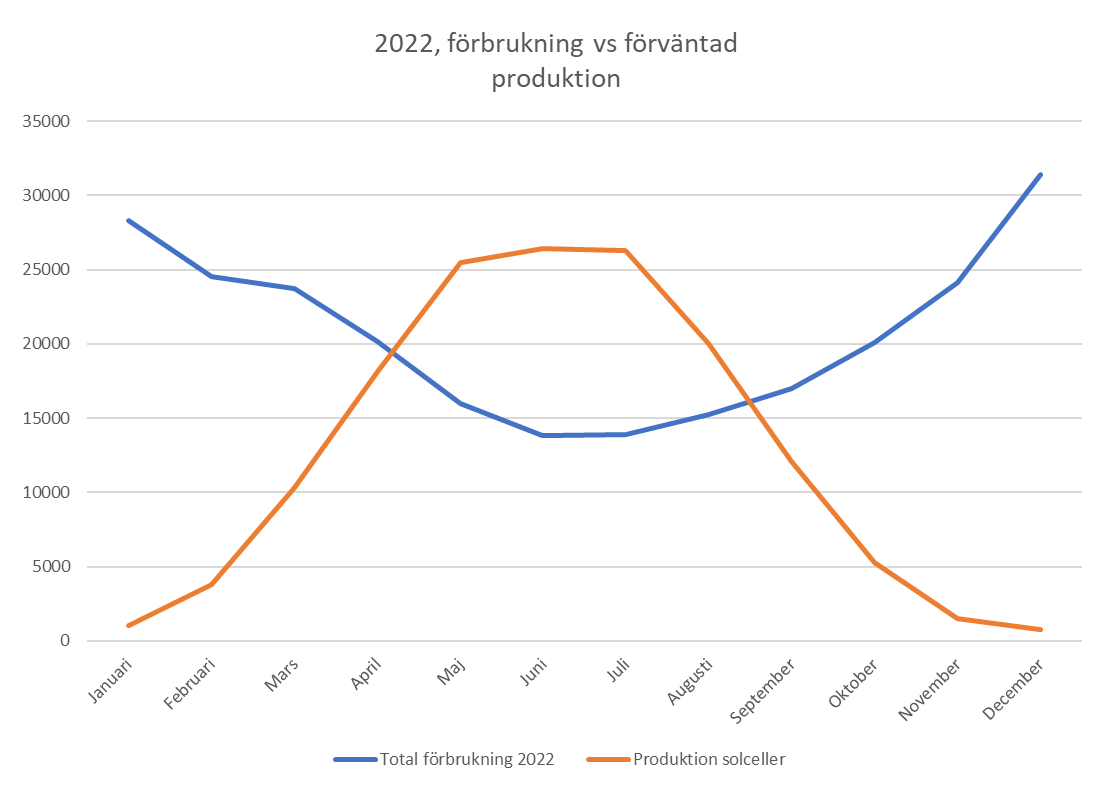 2022, förbrukning vs förväntad
produktion
35000
30000
25000
20000
15000
10000
5000
0
Januari
Februari
Mars
April
Maj
Juni
Juli
Augusti
September
Oktober
November
December
Total förbrukning 2022
Produktion solceller